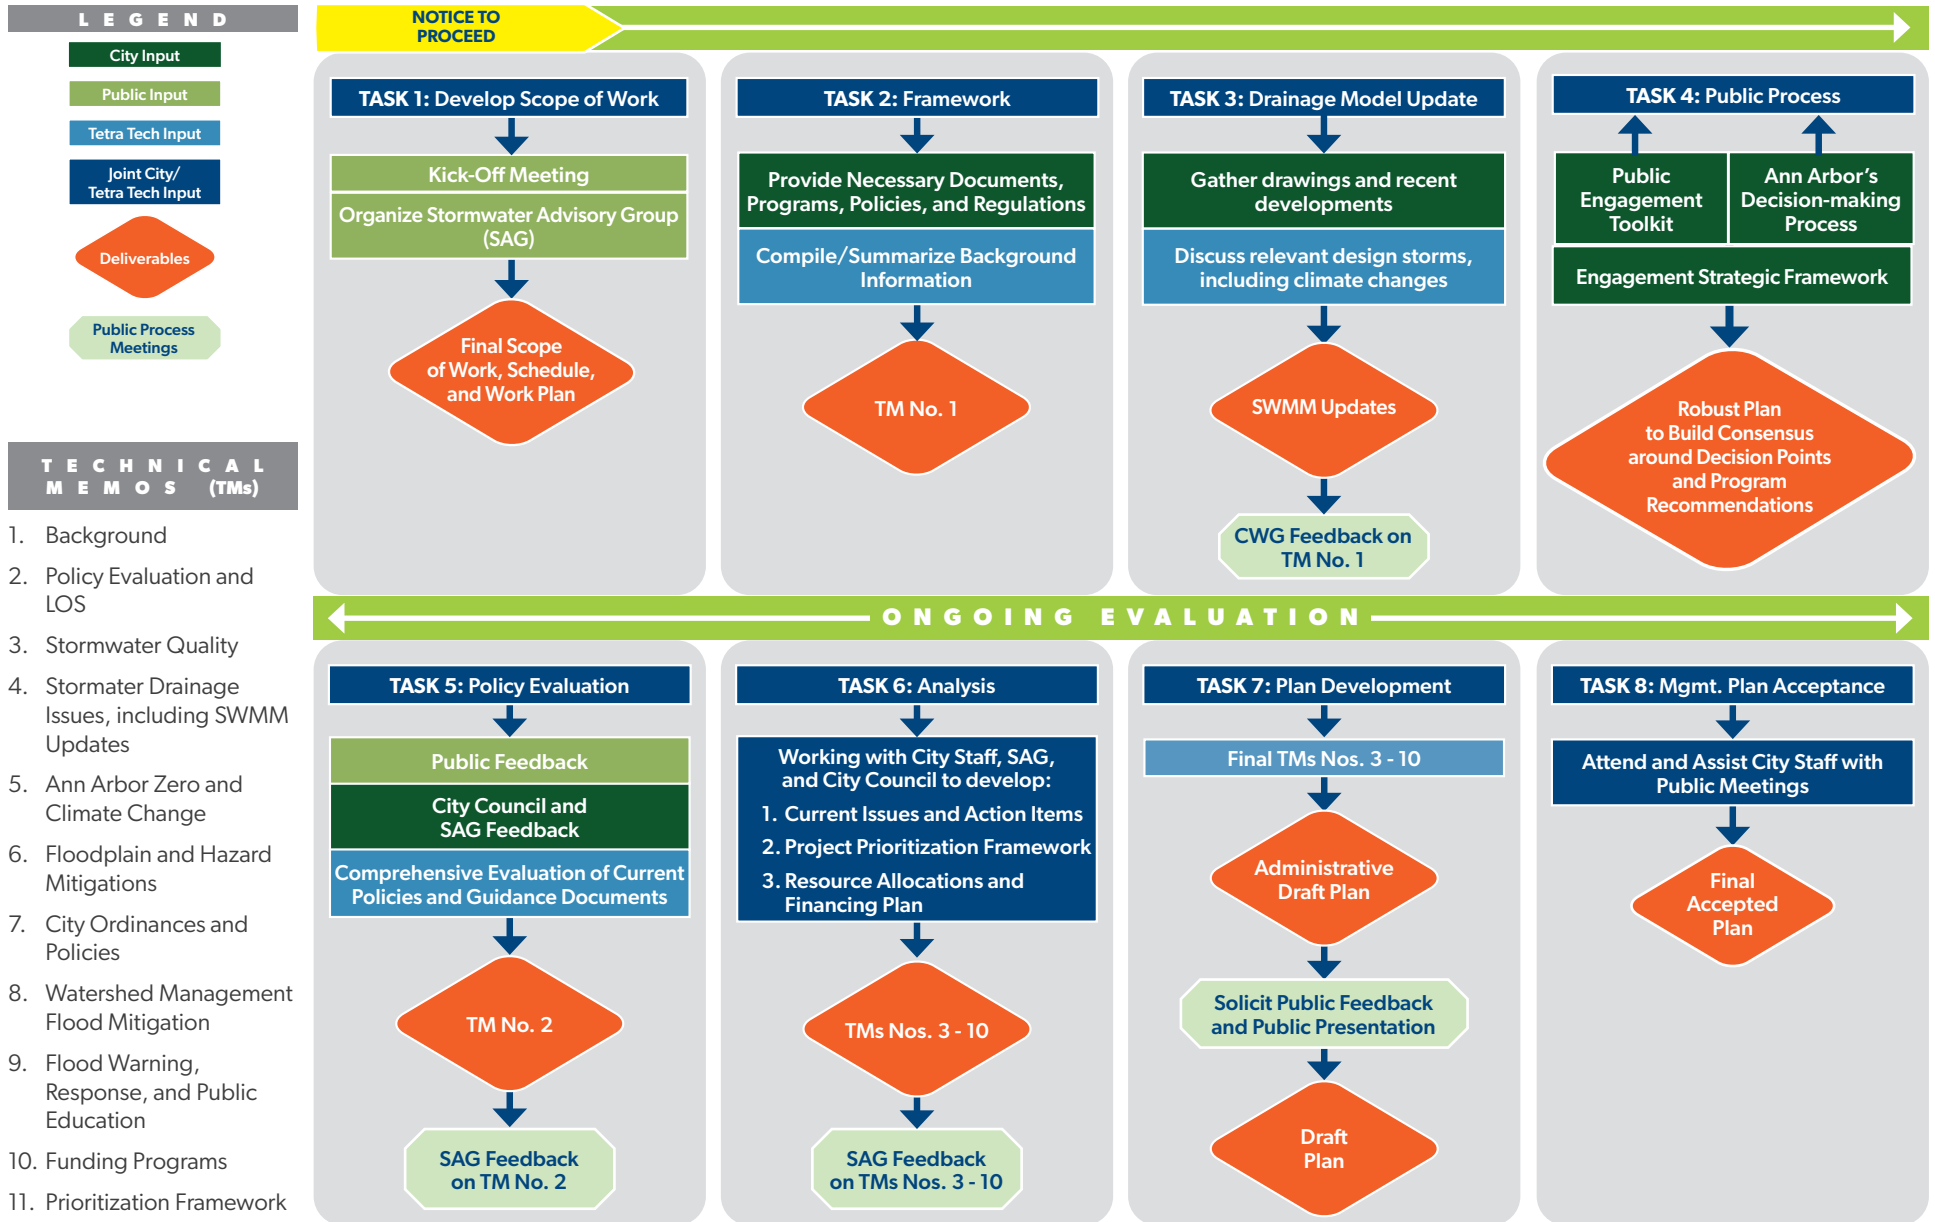 LEGEND
City Input
Public Input
Tetra Tech Input
Joint City/
Tetra Tech Input
Deliverables
Public Process
Meetings
TECHNICAL
MEMOS (TMs)
1. Background
2. Policy Evaluation and
LOS
3. Stormwater Quality
4. Stormater Drainage
Issues, including SWMM
Updates
5. Ann Arbor Zero and
Climate Change
6. Floodplain and Hazard
Mitigations
7. City Ordinances and
Policies
8. Watershed Management
Flood Mitigation
9. Flood Warning,
Response, and Public
Education
10. Funding Programs
11. Prioritization Framework
NOTICE TO
PROCEED
TASK 1: Develop Scope of Work
Kick-Off Meeting
Organize Stormwater Advisory Group
(SAG)
Final Scope
of Work, Schedule,
and Work Plan
TASK 2: Framework
Provide Necessary Documents,
Programs, Policies, and Regulations
Compile/Summarize Background
Information
TM No. 1
TASK 3: Drainage Model Update
Gather drawings and recent
developments
Discuss relevant design storms,
including climate changes
SWMM Updates
CWG Feedback on
TM No. 1
TASK 4: Public Process
Public
Engagement
Toolkit
Ann Arbor's
Decision-making
Process
Engagement Strategic Framework
Robust Plan
to Build Consensus
around Decision Points
and Program
Recommendations
ONGOING EVALUATION
TASK 5: Policy Evaluation
Public Feedback
City Council and
SAG Feedback
Comprehensive Evaluation of Current
Policies and Guidance Documents
TM No. 2
SAG Feedback
on TM No. 2
TASK 6: Analysis
Working with City Staff, SAG,
and City Council to develop:
1. Current Issues and Action Items
2. Project Prioritization Framework
3. Resource Allocations and
Financing Plan
TMs Nos. 3 - 10
SAG Feedback
on TMs Nos. 3 - 10
TASK 7: Plan Development
Final TMs Nos. 3 - 10
Administrative
Draft Plan
Solicit Public Feedback
and Public Presentation
Draft
Plan
TASK 8: Mgmt. Plan Acceptance
Attend and Assist City Staff with
Public Meetings
Final
Accepted
Plan